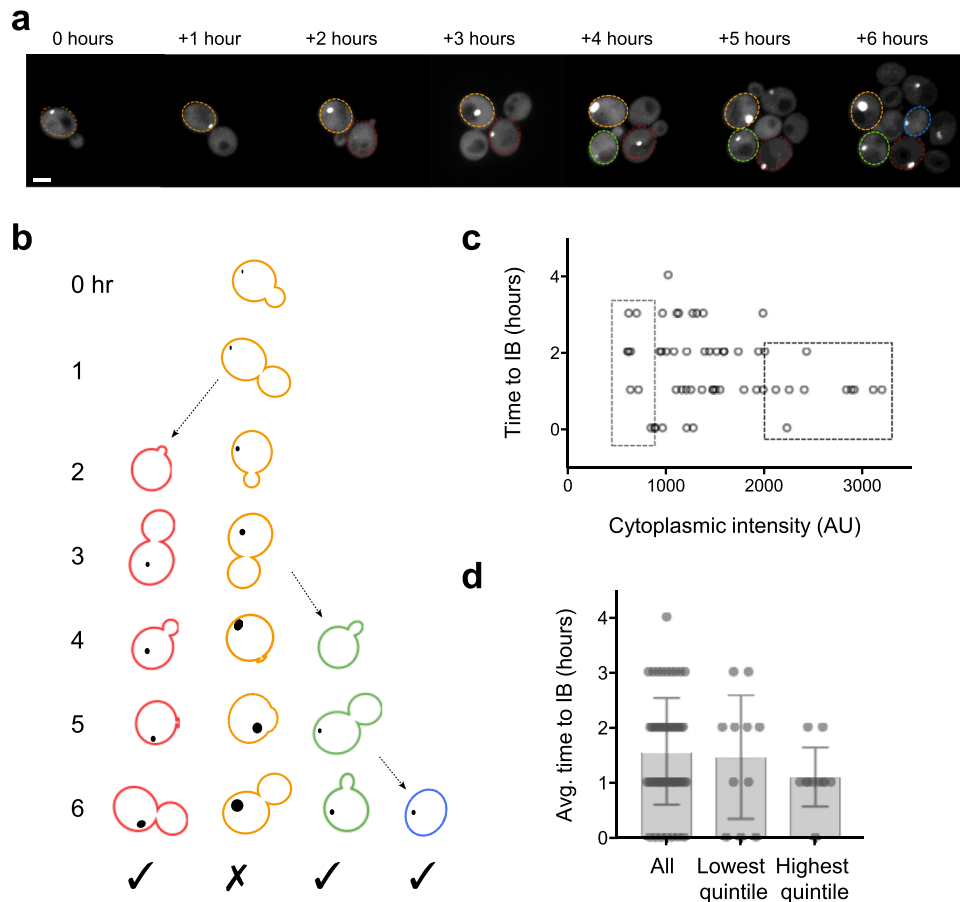 a
0 hours +1 hour +2 hours +3 hours +4 hours +5 hours +6 hours
b
0 hr
1
2
3
4
5
6
✓ ✗ ✓ ✓
c
Time to IB (hours)
4
2
0
0 1000 2000 3000
Cytoplasmic intensity (AU)
d
Avg. time to IB (hours)
4
3
2
1
0
All Lowest quintile Highest quintile